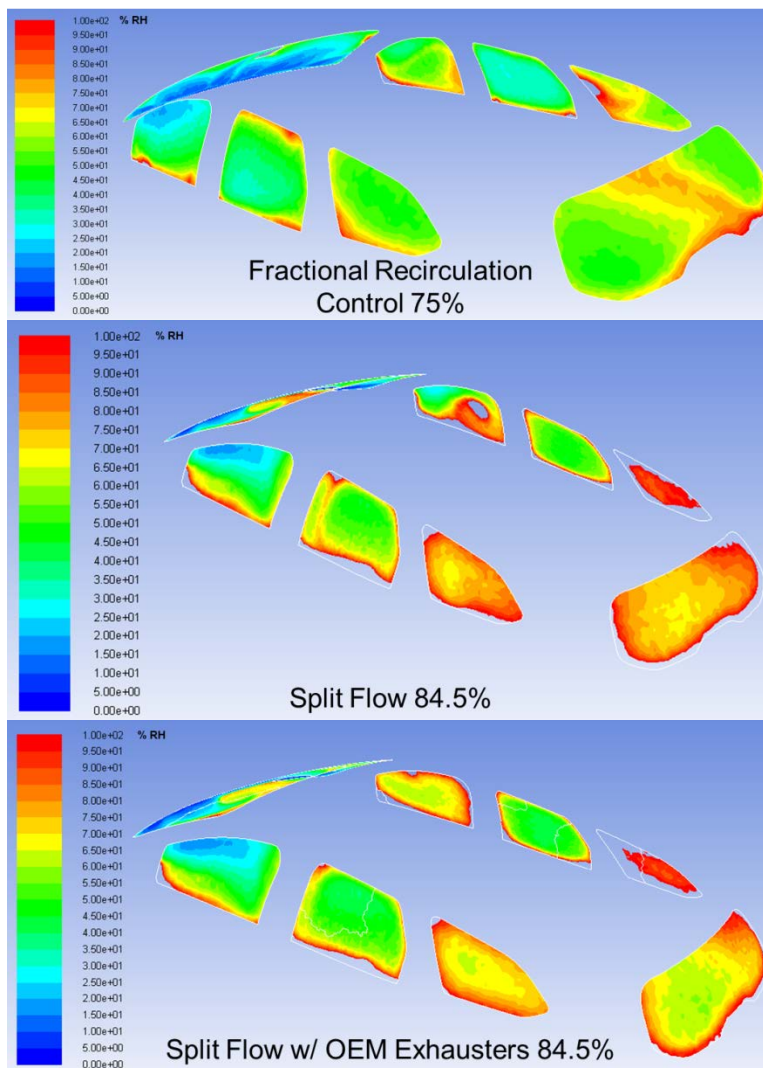 1.00e+02 % RH
9.50e+01
9.00e+01
8.50e+01
8.00e+01
7.50e+01
7.00e+01
6.50e+01
6.00e+01
5.50e+01
5.00e+01
4.50e+01
4.00e+01
3.50e+01
3.00e+01
2.50e+01
2.00e+01
1.50e+01
1.00e+01
5.00e+00
0.00e+00
Fractional Recirculation
Control 75%
1.00e+02 % RH
9.50e+01
9.00e+01
8.50e+01
8.00e+01
7.50e+01
7.00e+01
6.50e+01
6.00e+01
5.50e+01
5.00e+01
4.50e+01
4.00e+01
3.50e+01
3.00e+01
2.50e+01
2.00e+01
1.50e+01
1.00e+01
5.00e+00
0.00e+00
Split Flow 84.5%
1.00e+02 % RH
9.50e+01
9.00e+01
8.50e+01
8.00e+01
7.50e+01
7.00e+01
6.50e+01
6.00e+01
5.50e+01
5.00e+01
4.50e+01
4.00e+01
3.50e+01
3.00e+01
2.50e+01
2.00e+01
1.50e+01
1.00e+01
5.00e+00
0.00e+00
Split Flow w/ OEM Exhausters 84.5%